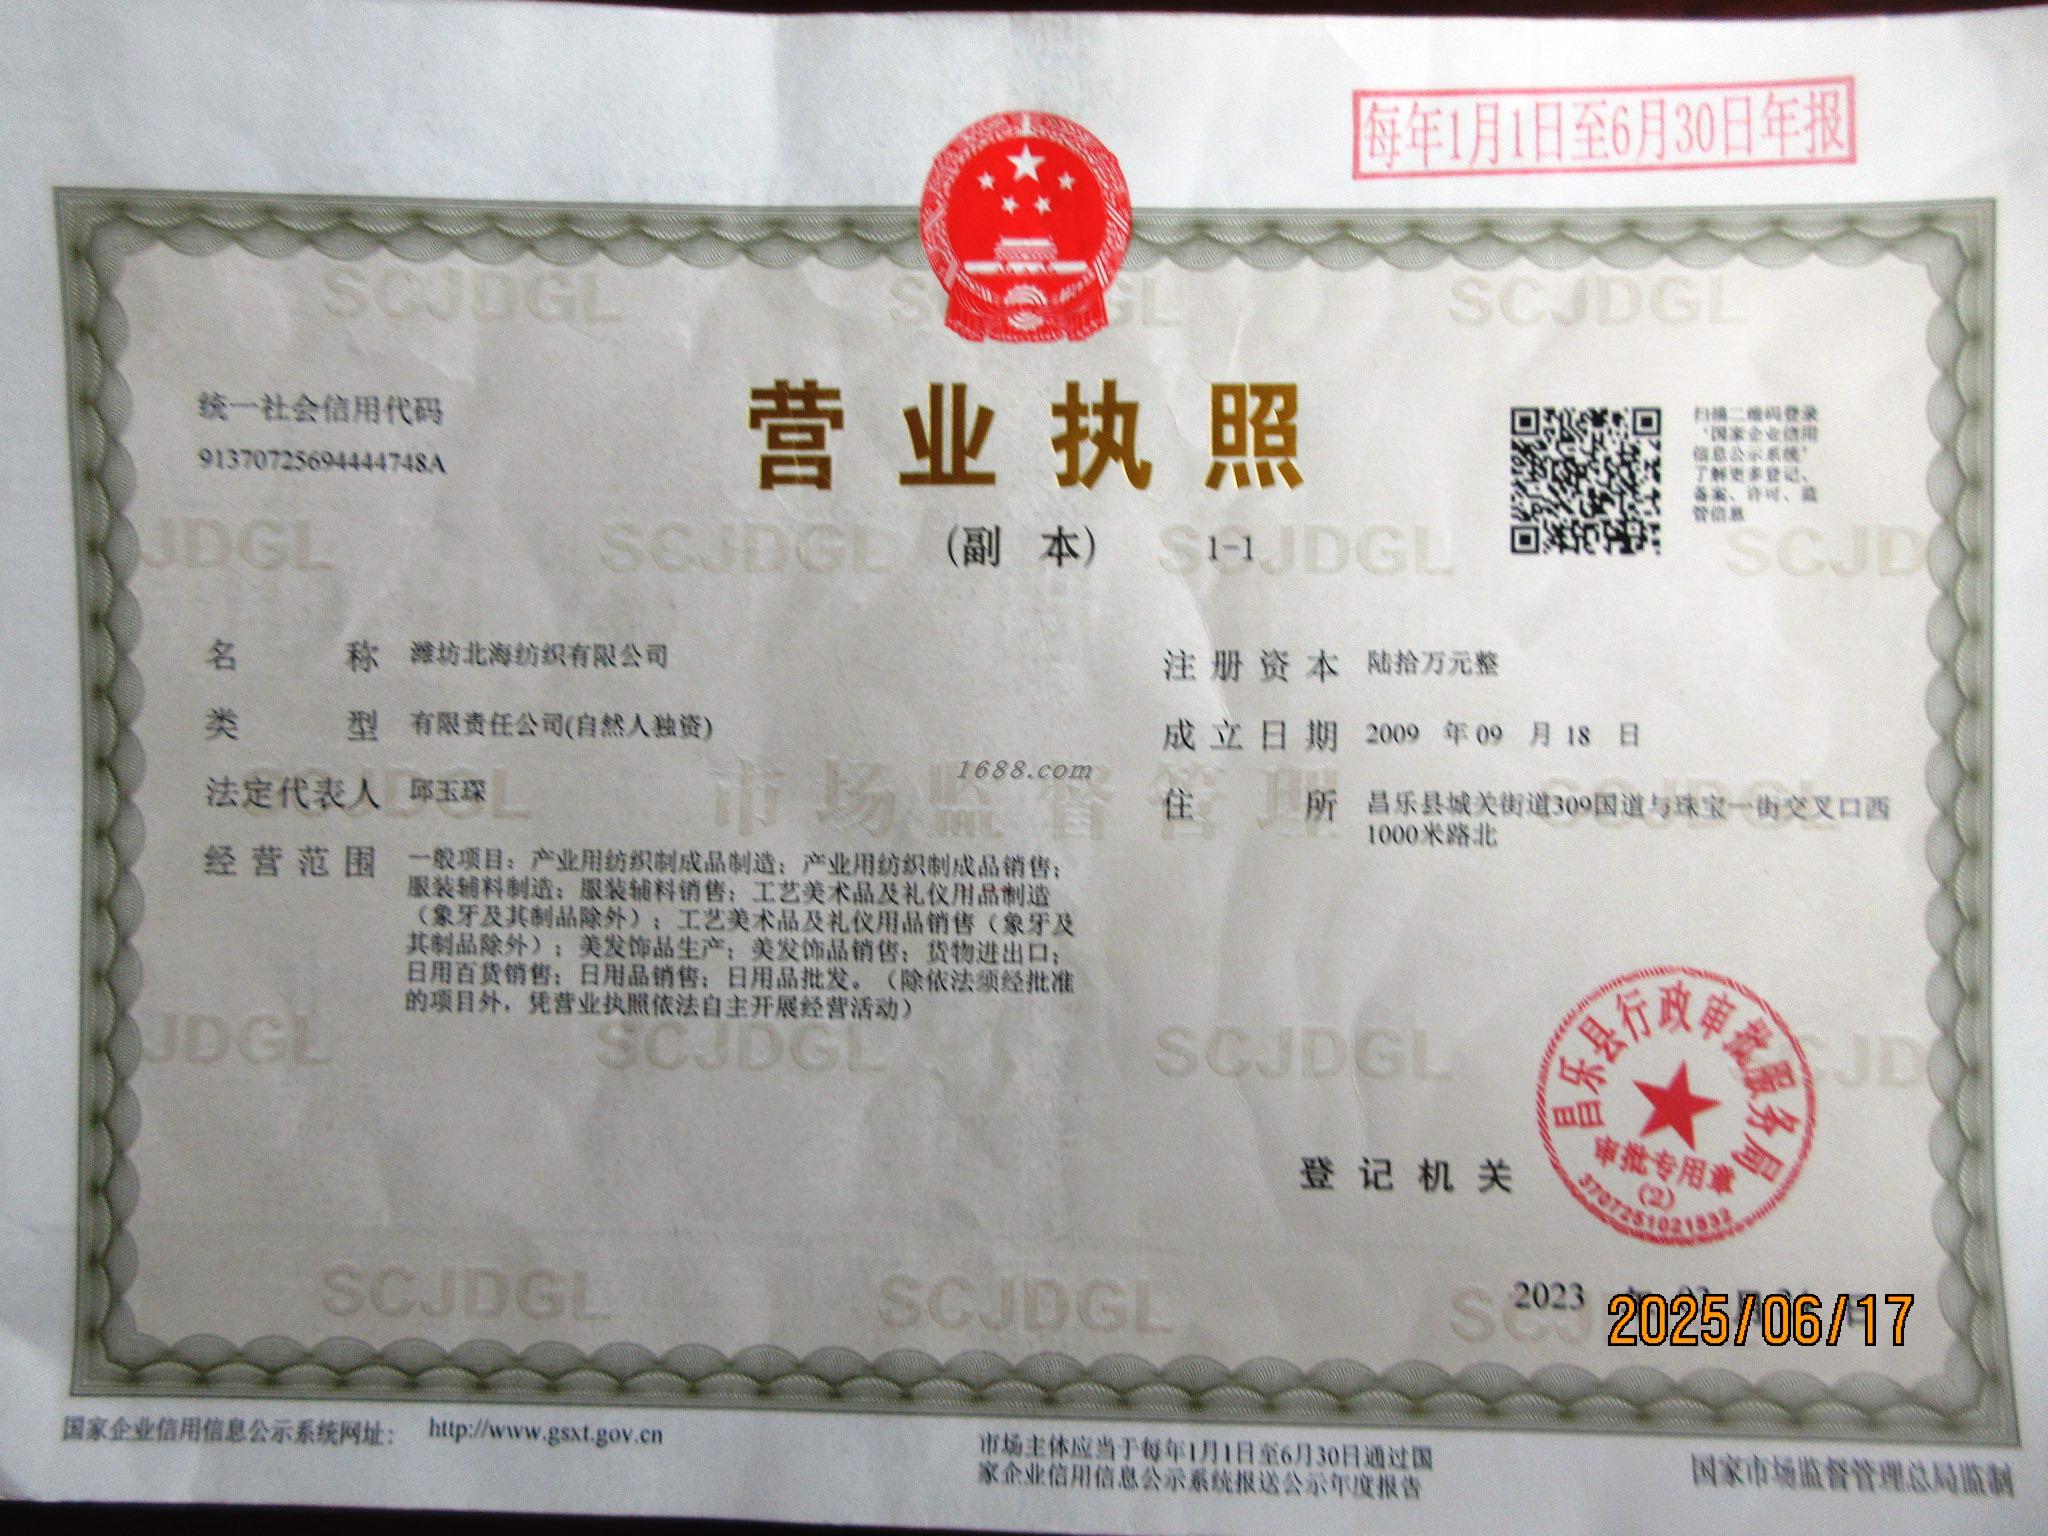 每年1月1日至6月30日年报
统一社会信用代码
91370725694444748A
营业执照
(副 本) 1-1
扫描二维码登录
'国家企业信用
信息公示系统'
了解更多登记、
备案、许可、监
管信息
名 称 潍坊北海纺织有限公司
类 型 有限责任公司(自然人独资)
法定代表人 邱玉琛
经营范围 一般项目：产业用纺织制成品制造；产业用纺织制成品销售；
服装辅料制造；服装辅料销售；工艺美术品及礼仪用品制造
（象牙及其制品除外）；工艺美术品及礼仪用品销售（象牙及
其制品除外）；美发饰品生产；美发饰品销售；货物进出口；
日用百货销售；日用品销售；日用品批发。（除依法须经批准
的项目外，凭营业执照依法自主开展经营活动）
注册资本 陆拾万元整
成立日期 2009 年 09 月 18 日
住 所 昌乐县城关街道309国道与珠宝一街交叉口西
1000米路北
1688.com
SCJDGL
市场监督管理
登记机关
昌乐县行政审批服务局
审批专用章
(2)
3707251021532
2023 年 月 日
2025/06/17
国家企业信用信息公示系统网址： http://www.gsxt.gov.cn
市场主体应当于每年1月1日至6月30日通过国
家企业信用信息公示系统报送公示年度报告
国家市场监督管理总局监制